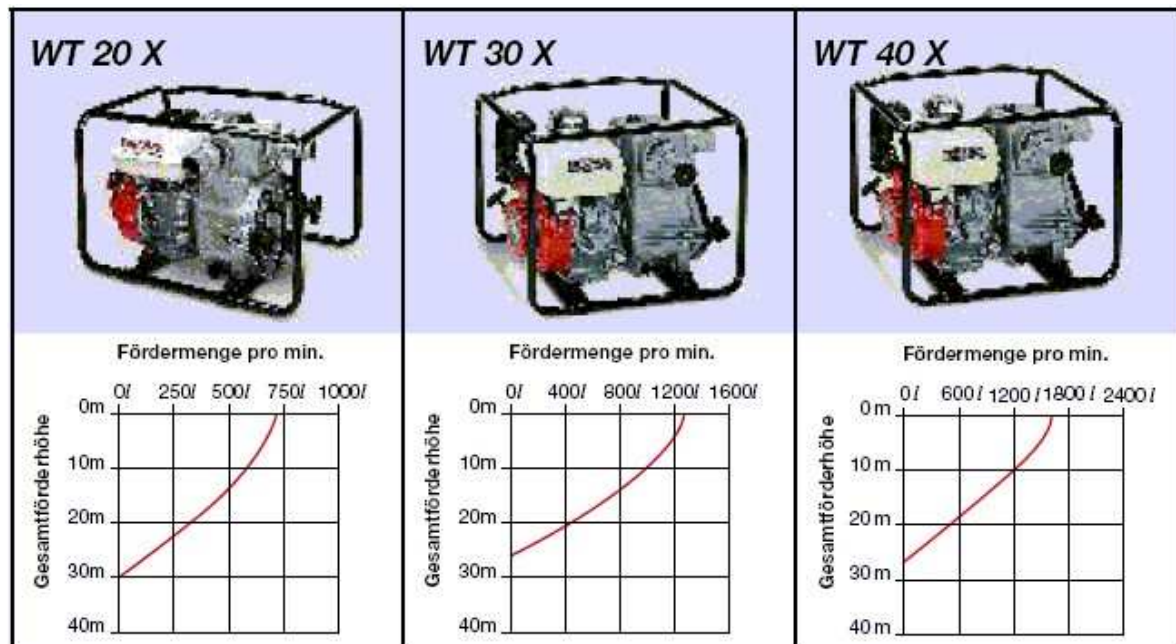 WT 20 X
Fördermenge pro min.
0l 250l 500l 750l 1000l
Gesamtförderhöhe
0m
10m
20m
30m
40m
WT 30 X
Fördermenge pro min.
0l 400l 800l 1200l 1600l
Gesamtförderhöhe
0m
10m
20m
30m
40m
WT 40 X
Fördermenge pro min.
0l 600l 1200l 1800l 2400l
Gesamtförderhöhe
0m
10m
20m
30m
40m